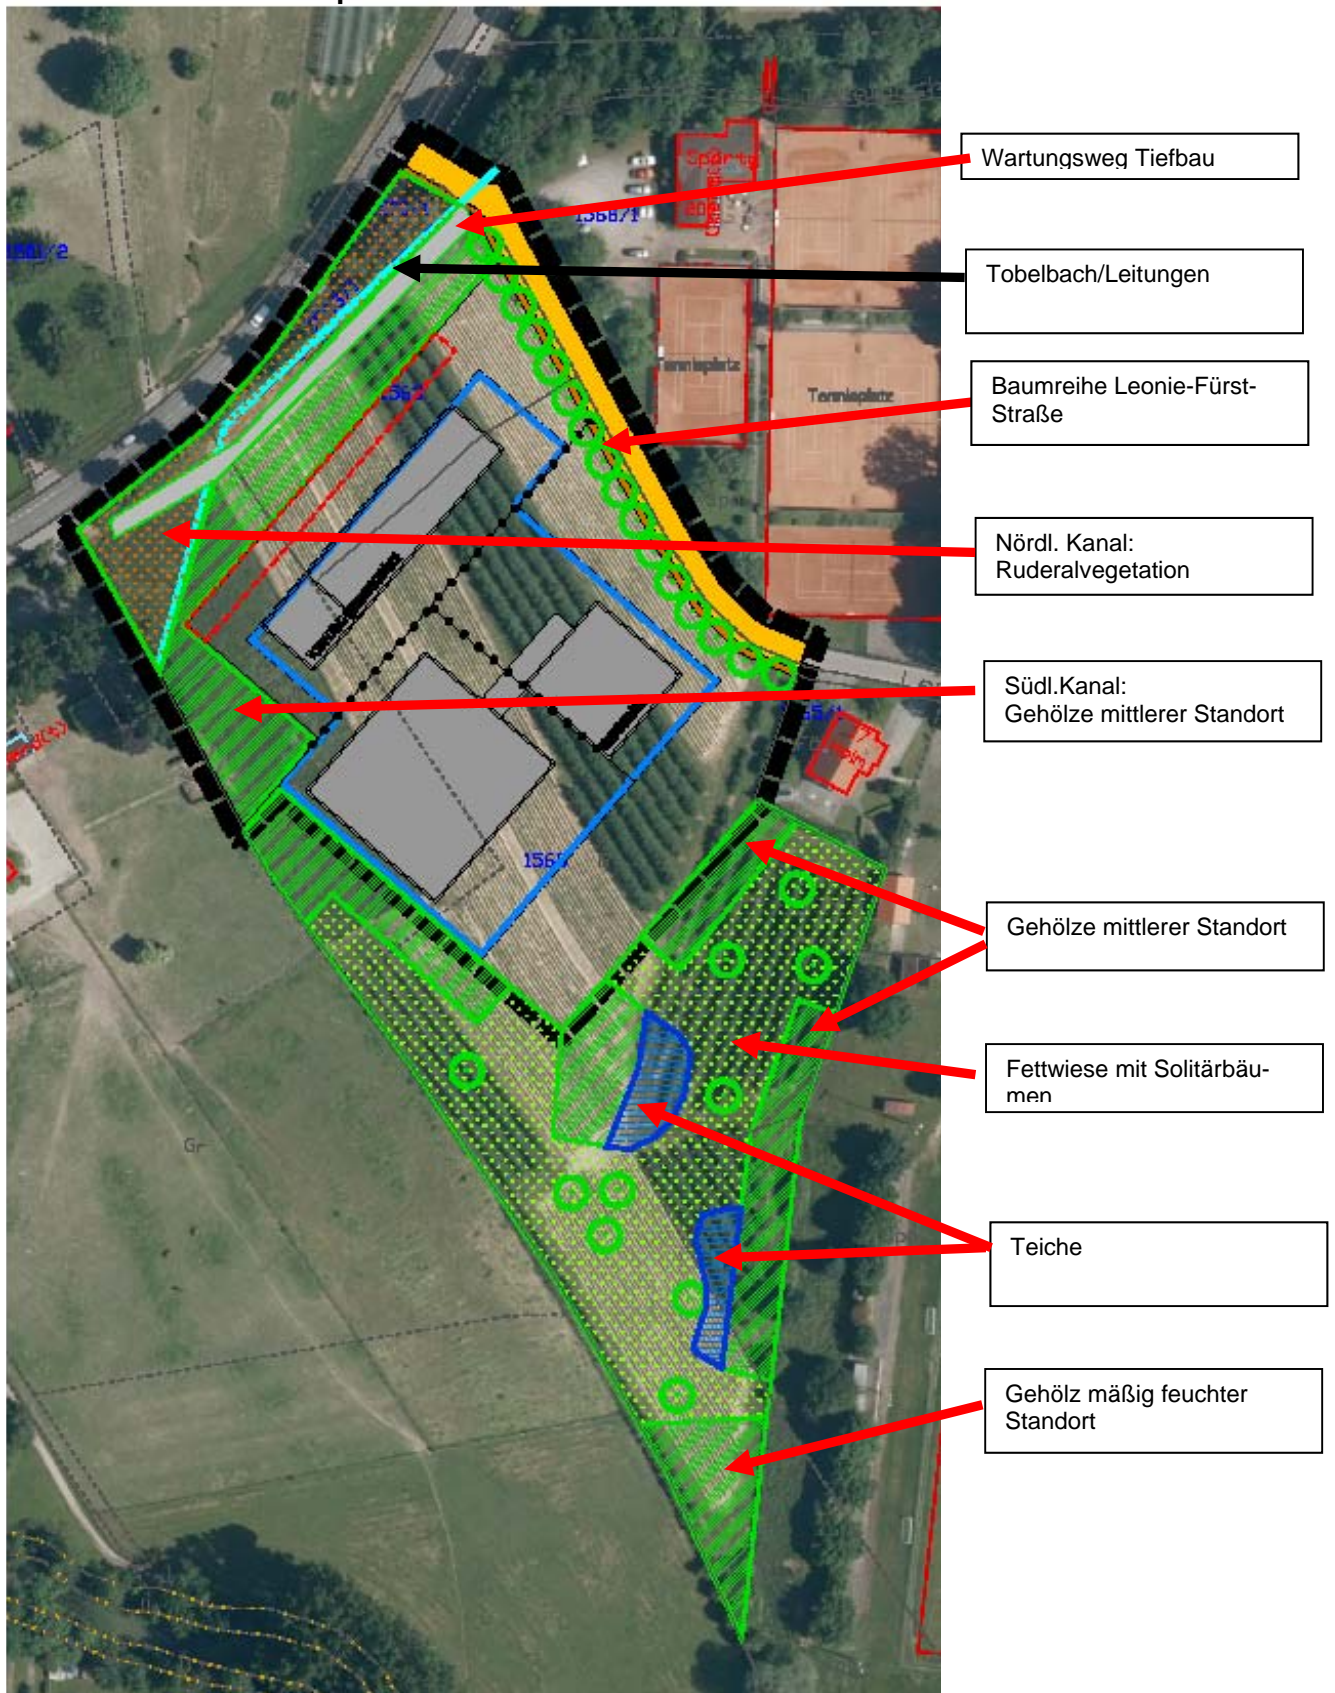 Wartungsweg Tiefbau
Tobelbach/Leitungen
Baumreihe Leonie-Fürst-
Straße
Nördl. Kanal:
Ruderalvegetation
Südl.Kanal:
Gehölze mittlerer Standort
Gehölze mittlerer Standort
Fettwiese mit Solitärbäu-
men
Teiche
Gehölz mäßig feuchter
Standort
1568/1
Tennisplatz
Tennisplatz
Gr